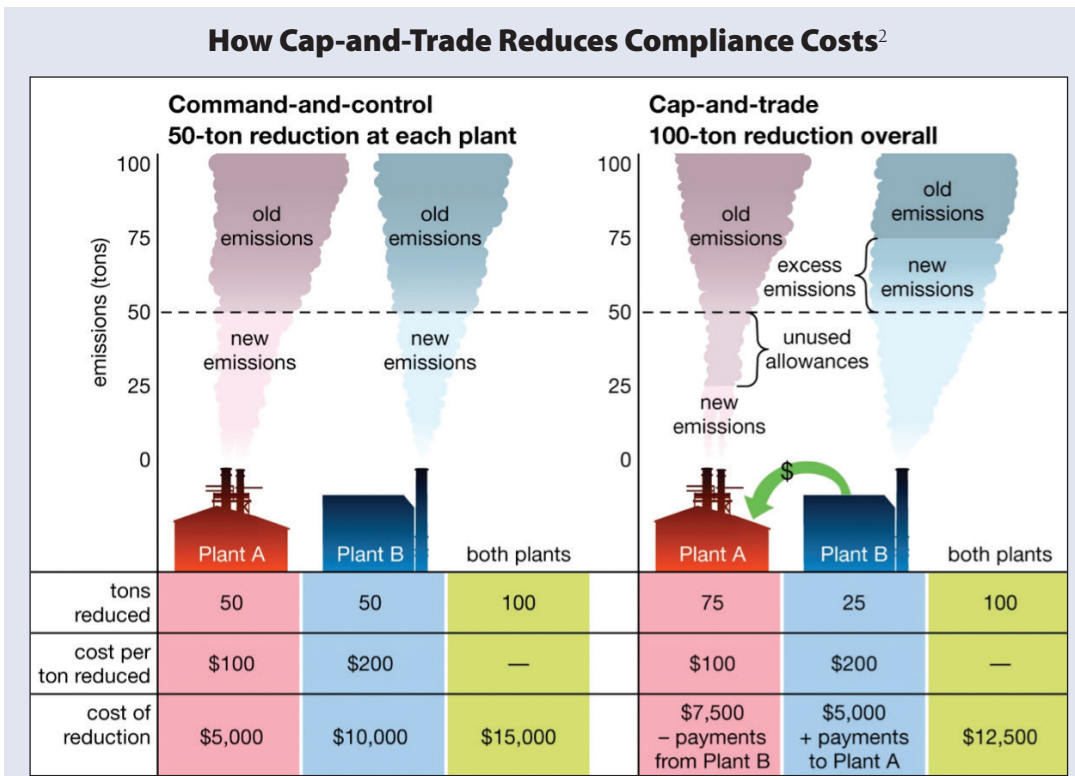 How Cap-and-Trade Reduces Compliance Costs2
Command-and-control
50-ton reduction at each plant
100
75
50
25
0
emissions (tons)
old
emissions
old
emissions
new
emissions
new
emissions
Plant A
Plant B
both plants
Cap-and-trade
100-ton reduction overall
100
75
50
25
0
old
emissions
old
emissions
excess
emissions
new
emissions
unused
allowances
new
emissions
$
Plant A
Plant B
both plants
tons
reduced
50
50
100
75
25
100
cost per
ton reduced
$100
$200
—
$100
$200
—
cost of
reduction
$5,000
$10,000
$15,000
$7,500
– payments
from Plant B
$5,000
+ payments
to Plant A
$12,500